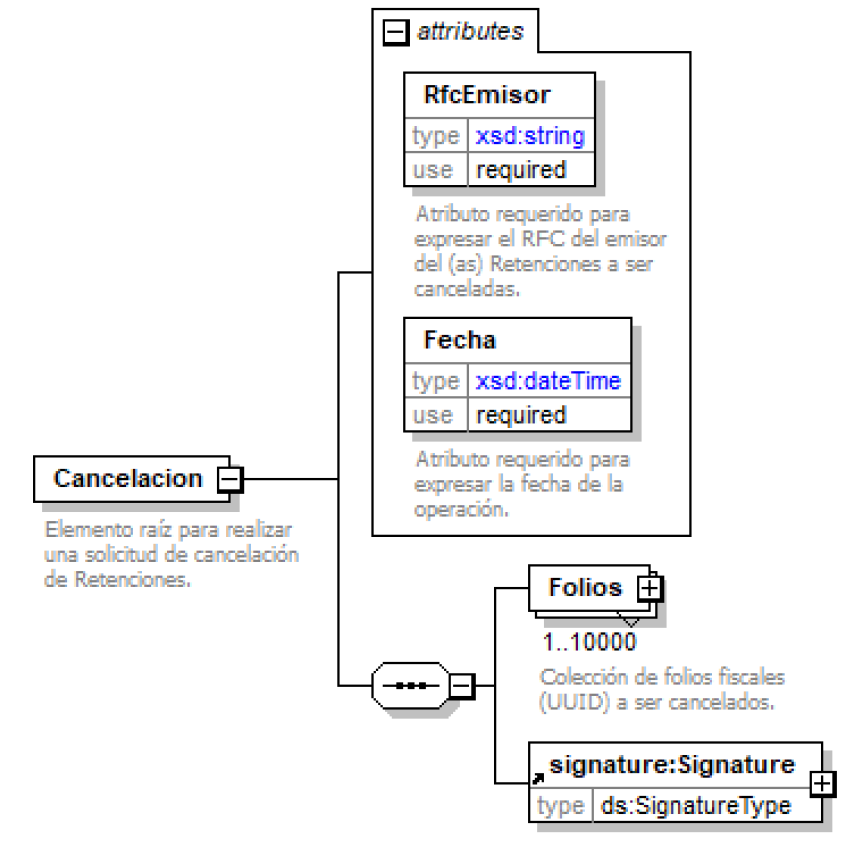 attributes
RfcEmisor
type xsd:string
use required
Atributo requerido para
expresar el RFC del emisor
del (as) Retenciones a ser
canceladas.
Fecha
type xsd:dateTime
use required
Atributo requerido para
expresar la fecha de la
operación.
Cancelacion
Elemento raíz para realizar
una solicitud de cancelación
de Retenciones.
Folios
1..10000
Colección de folios fiscales
(UUID) a ser cancelados.
signature:Signature
type ds:SignatureType